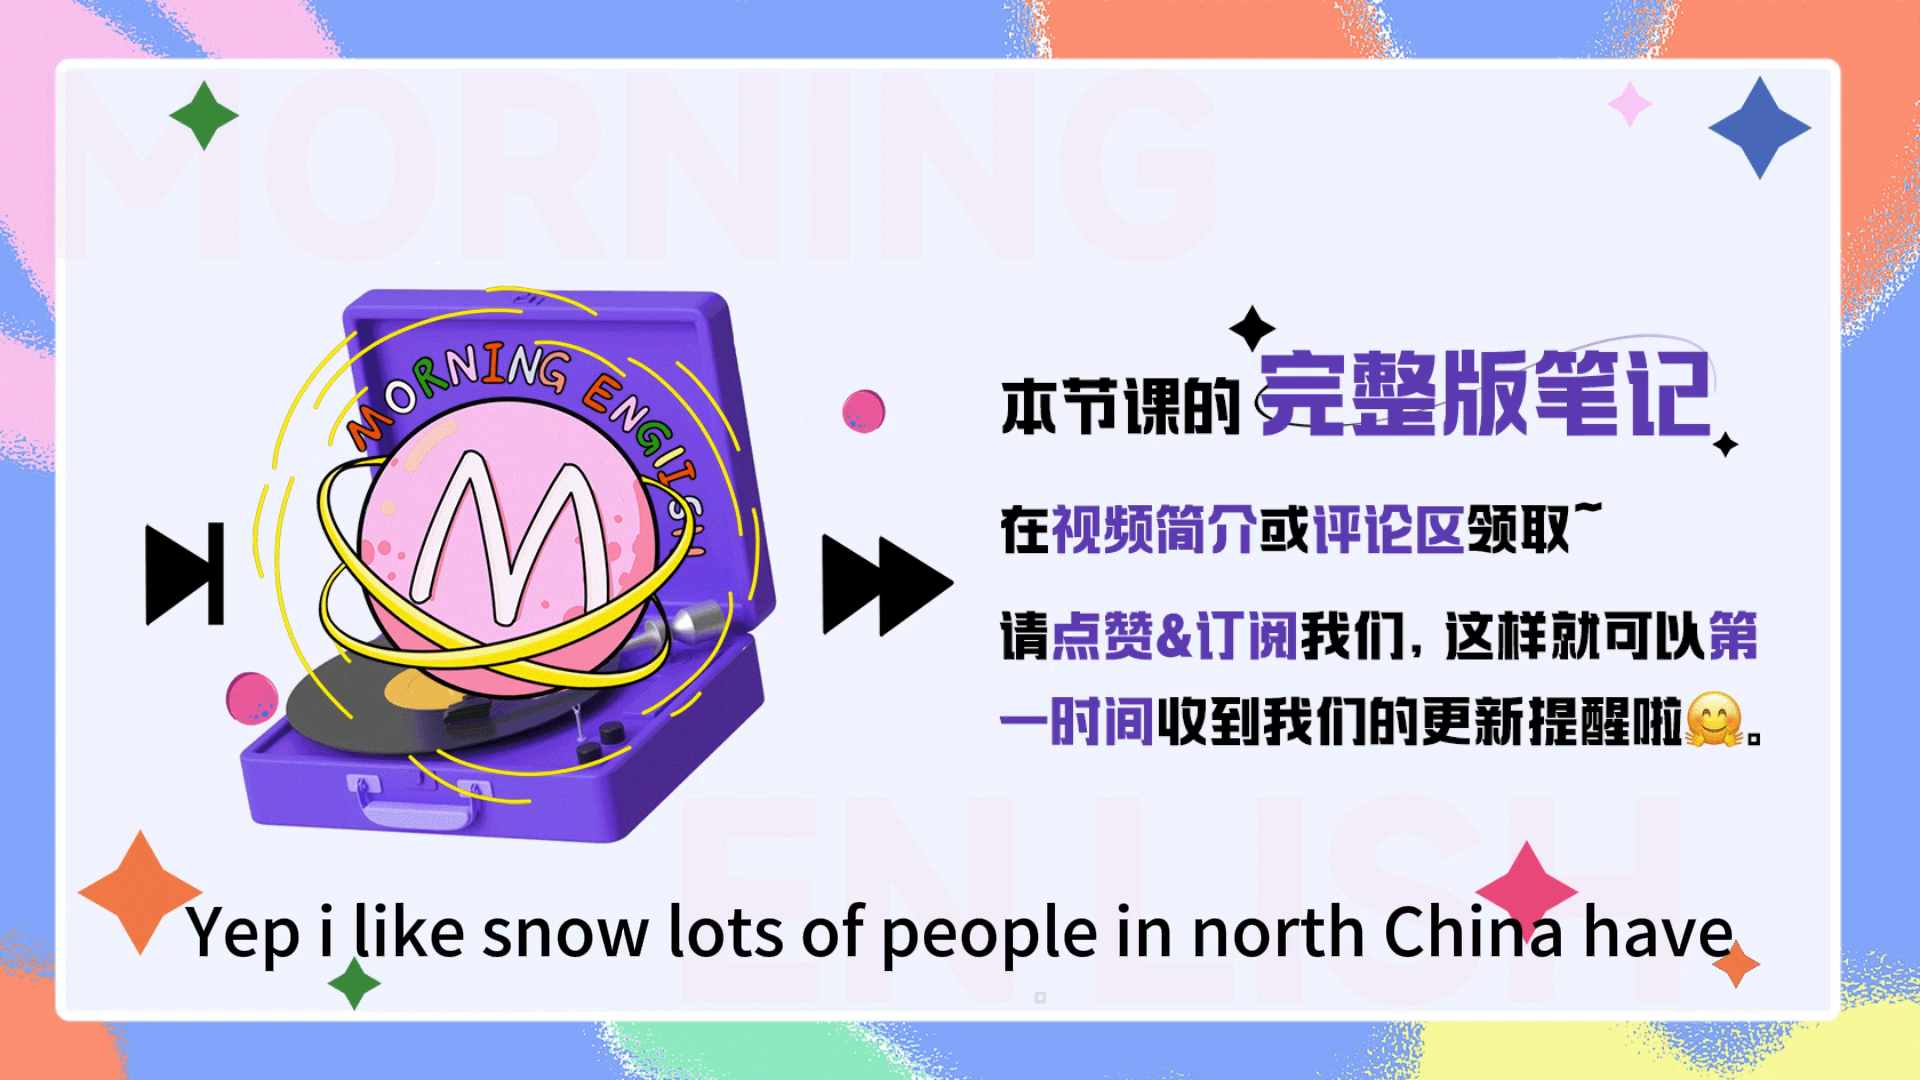 MORNING
MORNING ENGlISH
M
本节课的 完整版笔记
在视频简介或评论区领取~
请点赞&订阅我们, 这样就可以第
一时间收到我们的更新提醒啦🤗。
EN LISH
Yep i like snow lots of people in north China have